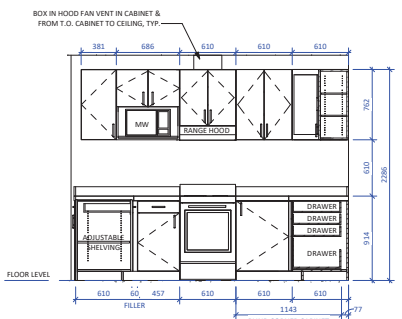 BOX IN HOOD FAN VENT IN CABINET &
FROM T.O. CABINET TO CEILING, TYP.
381 686 610 610 610
762
MW
RANGE HOOD
610
2286
DRAWER
DRAWER
DRAWER
ADJUSTABLE
SHELVING
914
DRAWER
FLOOR LEVEL
610 60 457 610 610 610
FILLER
1143 77